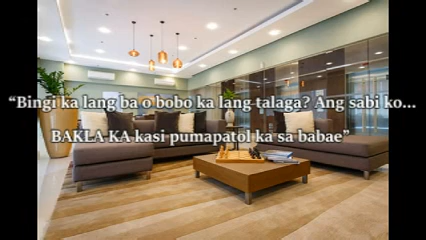 “Bingi ka lang ba o bobo ka lang talaga? Ang sabi ko...
BAKLA KA kasi pumapatol ka sa babae”